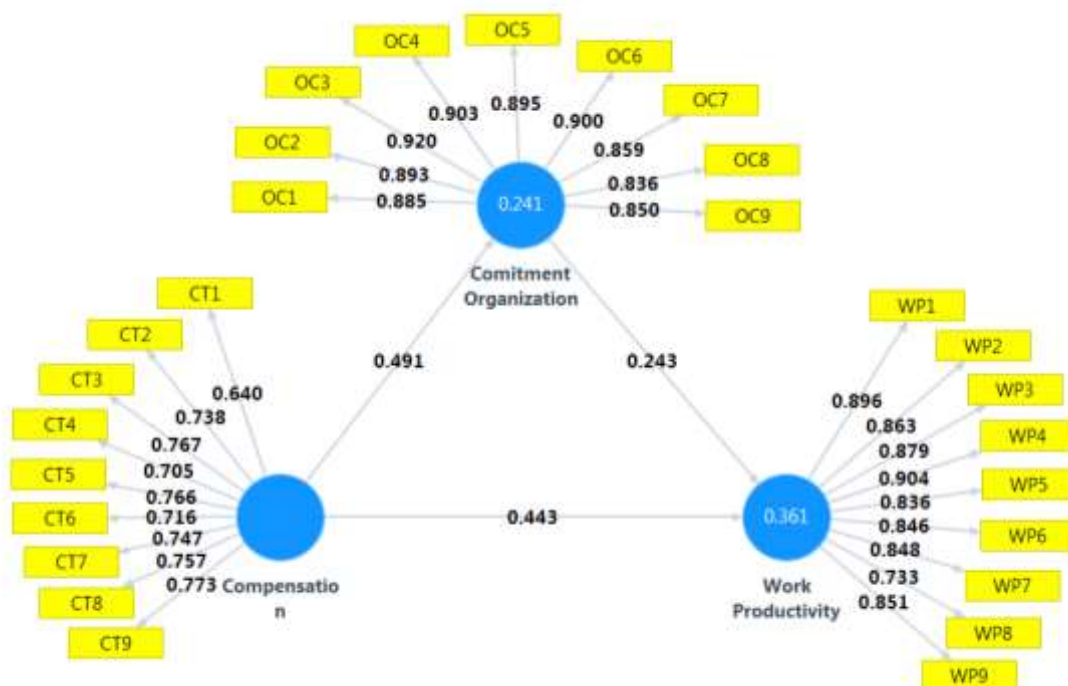 OC5
OC4
OC6
OC3
OC7
OC2
OC8
OC1
OC9
0.895
0.903
0.900
0.920
0.859
0.893
0.836
0.885
0.850
0.241
Comitment
Organization
CT1
CT2
CT3
CT4
CT5
CT6
CT7
CT8
CT9
0.640
0.738
0.767
0.705
0.766
0.716
0.747
0.757
0.773
Compensatio
n
0.491
0.243
0.443
0.361
Work
Productivity
WP1
WP2
WP3
WP4
WP5
WP6
WP7
WP8
WP9
0.896
0.863
0.879
0.904
0.836
0.846
0.848
0.733
0.851